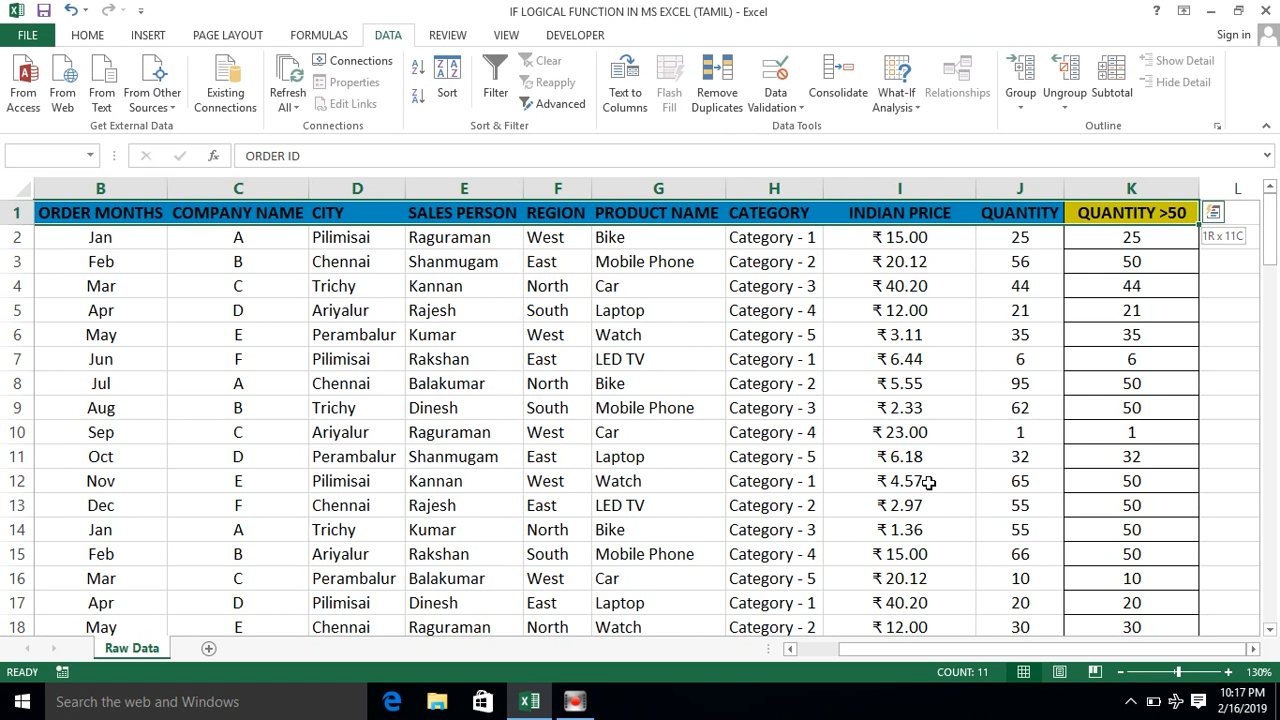 IF LOGICAL FUNCTION IN MS EXCEL (TAMIL) - Excel
FILE HOME INSERT PAGE LAYOUT FORMULAS DATA REVIEW VIEW DEVELOPER Sign in
From Access
From Web
From Text
From Other Sources
Existing Connections
Get External Data
Refresh All
Connections
Properties
Edit Links
Connections
Sort
Filter
Clear
Reapply
Advanced
Sort & Filter
Text to Columns
Flash Fill
Remove Duplicates
Data Validation
Consolidate
What-If Analysis
Relationships
Data Tools
Group
Ungroup
Subtotal
Show Detail
Hide Detail
Outline
fx ORDER ID
B C D E F G H I J K L
1 ORDER MONTHS COMPANY NAME CITY SALES PERSON REGION PRODUCT NAME CATEGORY INDIAN PRICE QUANTITY QUANTITY >50
1R x 11C
2 Jan A Pilimisai Raguraman West Bike Category - 1 ₹ 15.00 25 25
3 Feb B Chennai Shanmugam East Mobile Phone Category - 2 ₹ 20.12 56 50
4 Mar C Trichy Kannan North Car Category - 3 ₹ 40.20 44 44
5 Apr D Ariyalur Rajesh South Laptop Category - 4 ₹ 12.00 21 21
6 May E Perambalur Kumar West Watch Category - 5 ₹ 3.11 35 35
7 Jun F Pilimisai Rakshan East LED TV Category - 1 ₹ 6.44 6 6
8 Jul A Chennai Balakumar North Bike Category - 2 ₹ 5.55 95 50
9 Aug B Trichy Dinesh South Mobile Phone Category - 3 ₹ 2.33 62 50
10 Sep C Ariyalur Raguraman West Car Category - 4 ₹ 23.00 1 1
11 Oct D Perambalur Shanmugam East Laptop Category - 5 ₹ 6.18 32 32
12 Nov E Pilimisai Kannan West Watch Category - 1 ₹ 4.57 65 50
13 Dec F Chennai Rajesh East LED TV Category - 2 ₹ 2.97 55 50
14 Jan A Trichy Kumar North Bike Category - 3 ₹ 1.36 55 50
15 Feb B Ariyalur Rakshan South Mobile Phone Category - 4 ₹ 15.00 66 50
16 Mar C Perambalur Balakumar West Car Category - 5 ₹ 20.12 10 10
17 Apr D Pilimisai Dinesh East Laptop Category - 1 ₹ 40.20 20 20
18 May E Chennai Raguraman North Watch Category - 2 ₹ 12.00 30 30
Raw Data
READY COUNT: 11 130%
Search the web and Windows
10:17 PM
2/16/2019